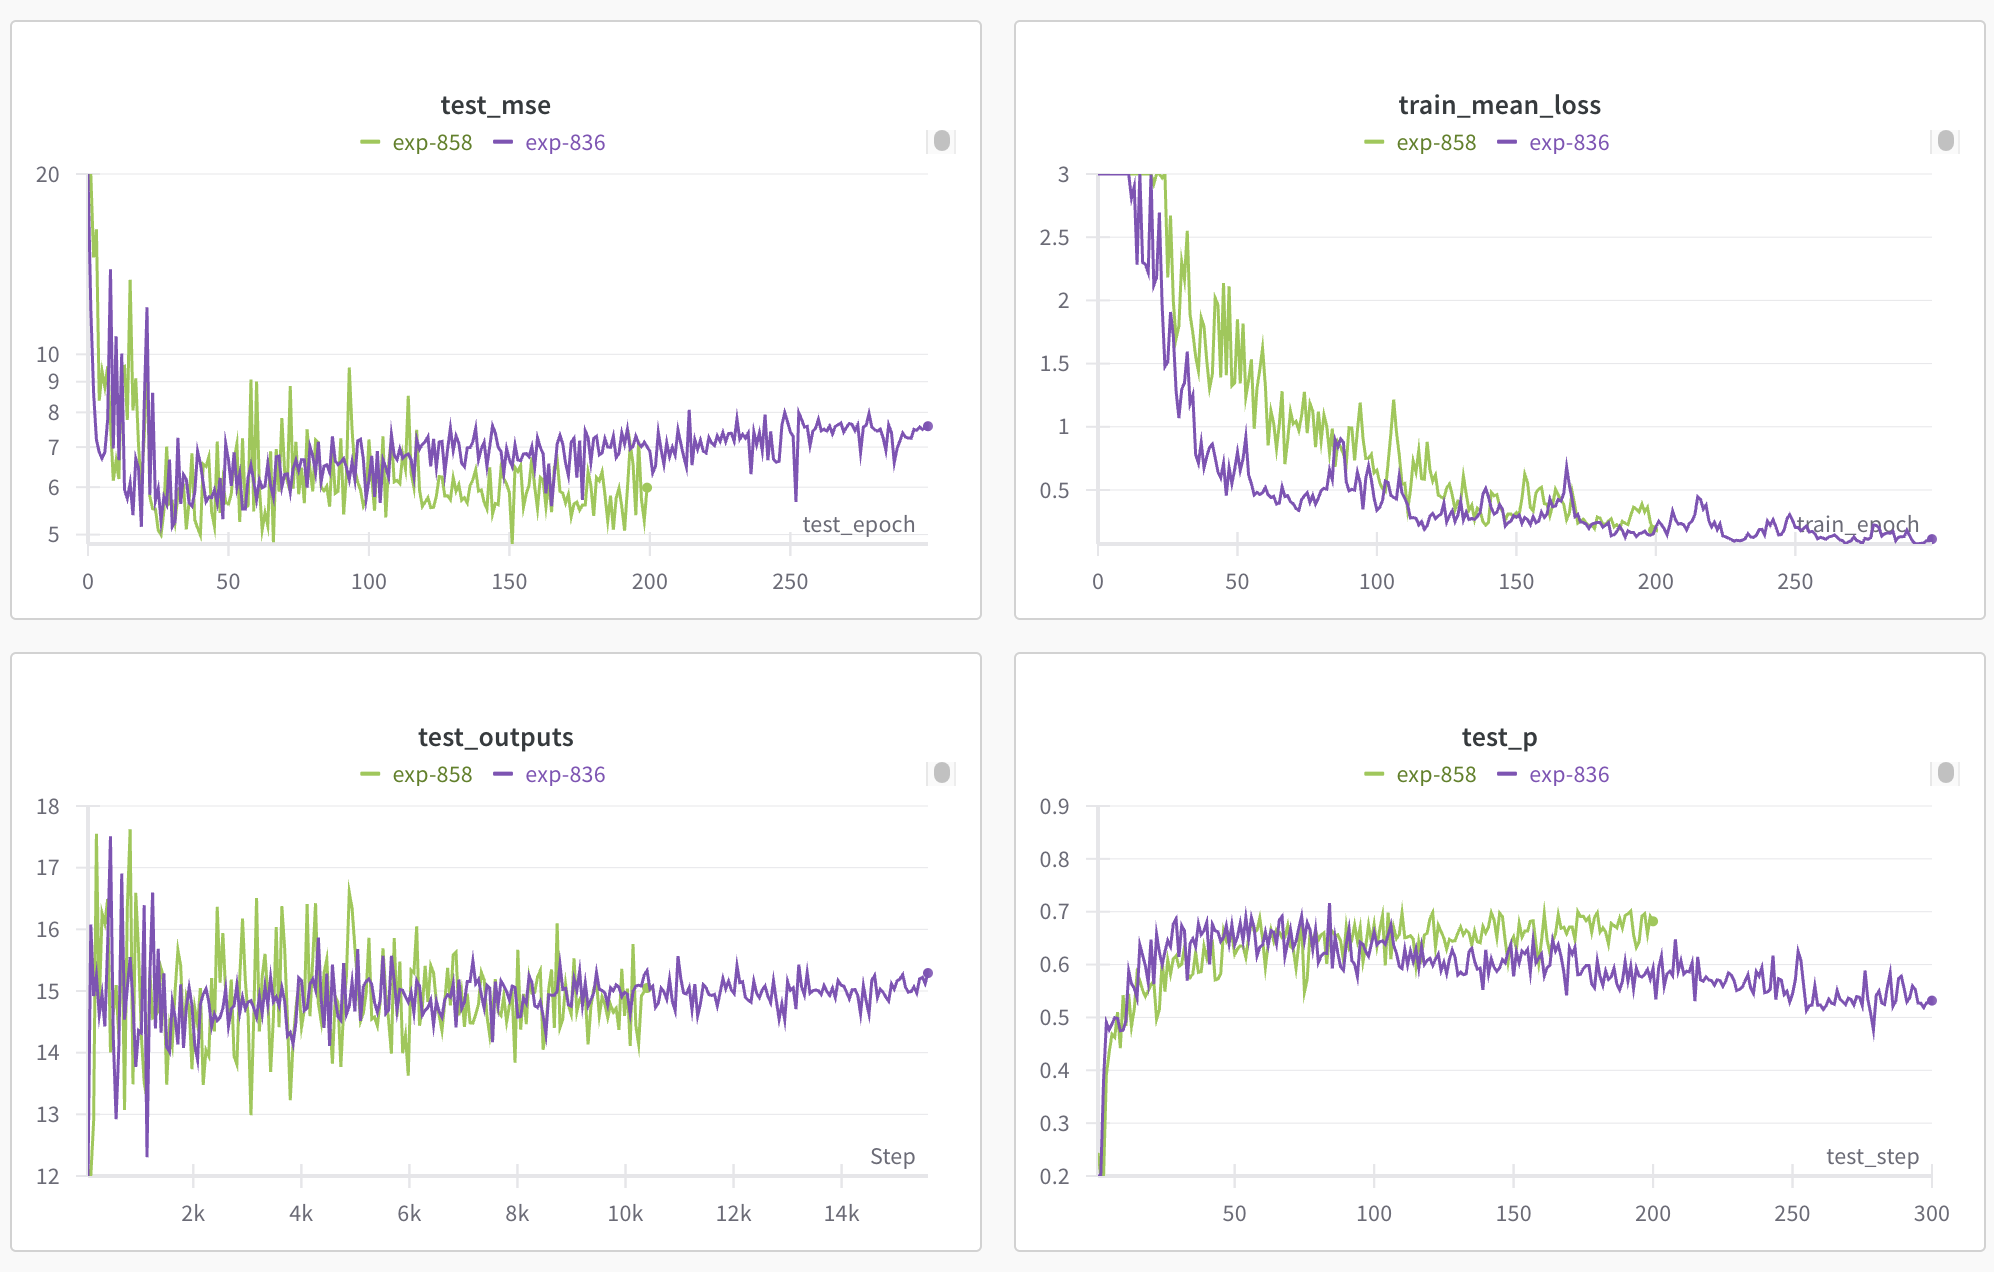 test_mse
exp-858 exp-836
20
10
9
8
7
6
5
test_epoch
0 50 100 150 200 250
train_mean_loss
exp-858 exp-836
3
2.5
2
1.5
1
0.5
train_epoch
0 50 100 150 200 250
test_outputs
exp-858 exp-836
18
17
16
15
14
13
12
Step
2k 4k 6k 8k 10k 12k 14k
test_p
exp-858 exp-836
0.9
0.8
0.7
0.6
0.5
0.4
0.3
0.2
test_step
50 100 150 200 250 300